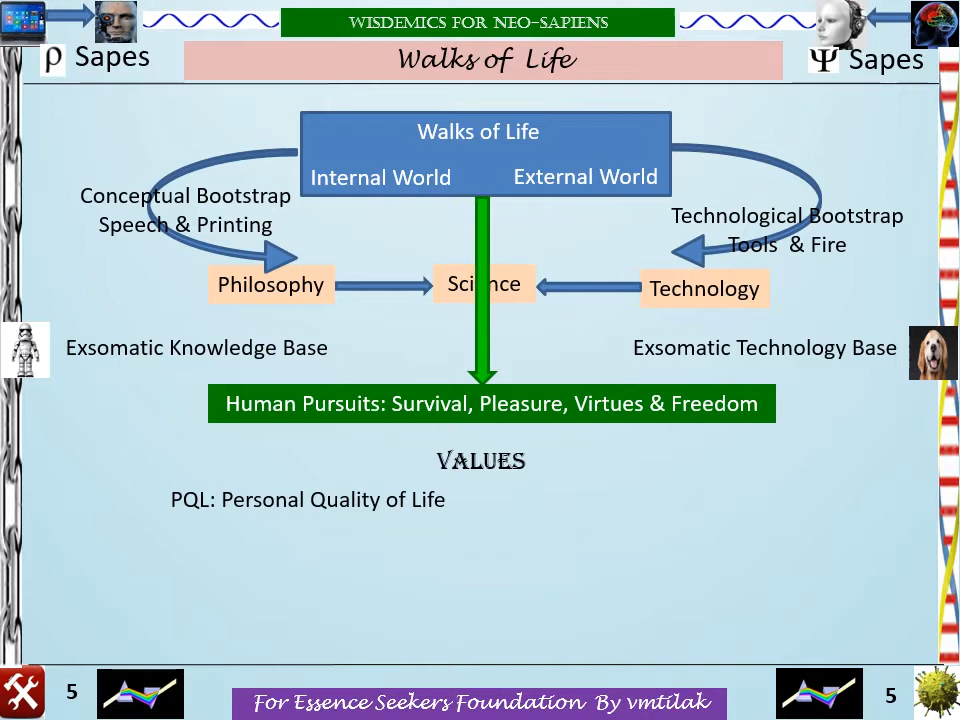 WISDEMICS FOR NEO-SAPIENS
ρ Sapes
Walks of Life
Ψ Sapes
Walks of Life
Internal World
External World
Conceptual Bootstrap
Speech & Printing
Technological Bootstrap
Tools & Fire
Philosophy
Science
Technology
Exsomatic Knowledge Base
Exsomatic Technology Base
Human Pursuits: Survival, Pleasure, Virtues & Freedom
VALUES
PQL: Personal Quality of Life
5
For Essence Seekers Foundation By vmtilak
5